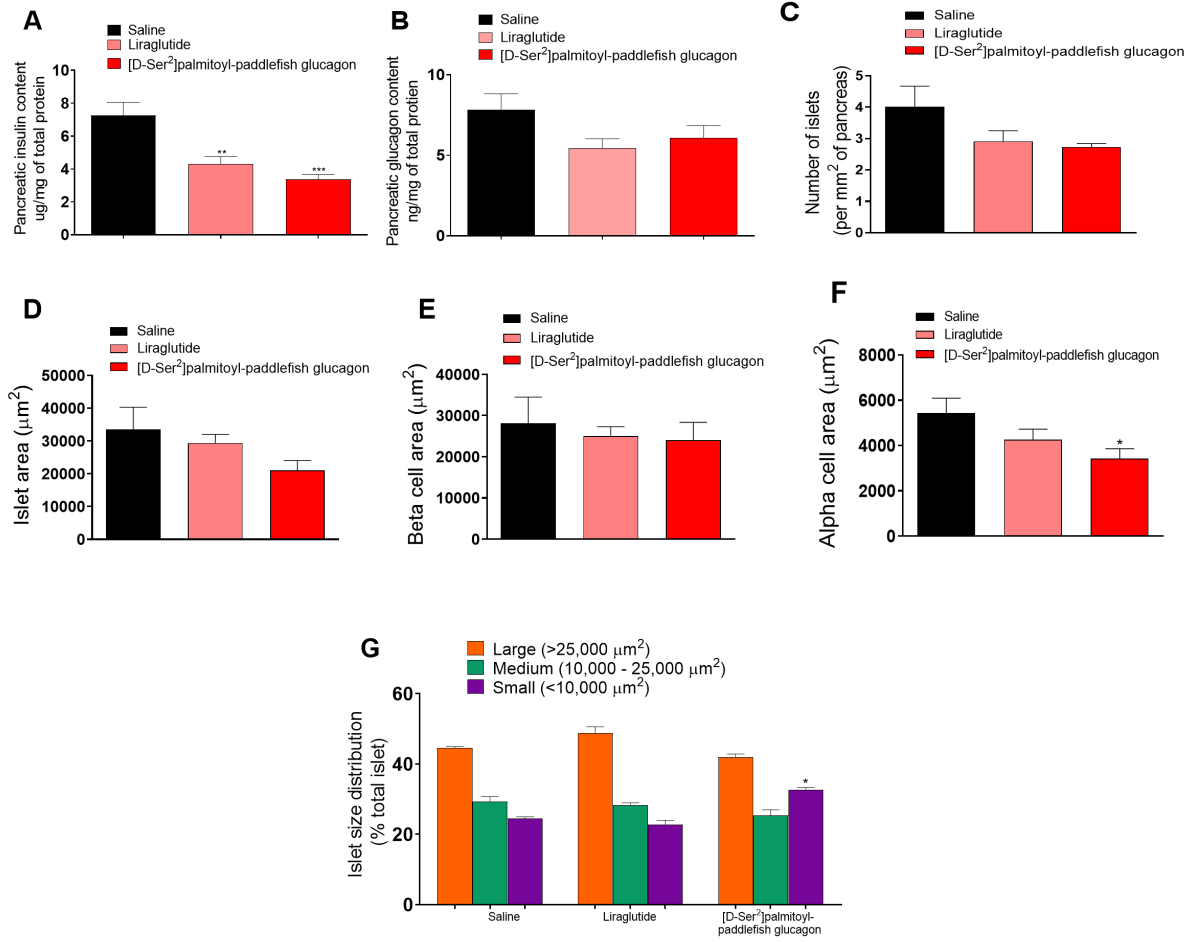 A
Saline
Liraglutide
[D-Ser²]palmitoyl-paddlefish glucagon
Pancreatic insulin content
ug/mg of total protein
10
8
6
4
2
0
**
***
B
Saline
Liraglutide
[D-Ser²]palmitoyl-paddlefish glucagon
Pancreatic glucagon content
ng/mg of total protien
10
5
0
C
Saline
Liraglutide
[D-Ser²]palmitoyl-paddlefish glucagon
Number of islets
(per mm² of pancreas)
5
4
3
2
1
0
D
Saline
Liraglutide
[D-Ser²]palmitoyl-paddlefish glucagon
Islet area (μm²)
50000
40000
30000
20000
10000
0
E
Saline
Liraglutide
[D-Ser²]palmitoyl-paddlefish glucagon
Beta cell area (μm²)
40000
30000
20000
10000
0
F
Saline
Liraglutide
[D-Ser²]palmitoyl-paddlefish glucagon
Alpha cell area (μm²)
8000
6000
4000
2000
0
*
G
Large (>25,000 μm²)
Medium (10,000 - 25,000 μm²)
Small (<10,000 μm²)
Islet size distribution
(% total islet)
60
40
20
0
*
Saline
Liraglutide
[D-Ser²]palmitoyl-
paddlefish glucagon